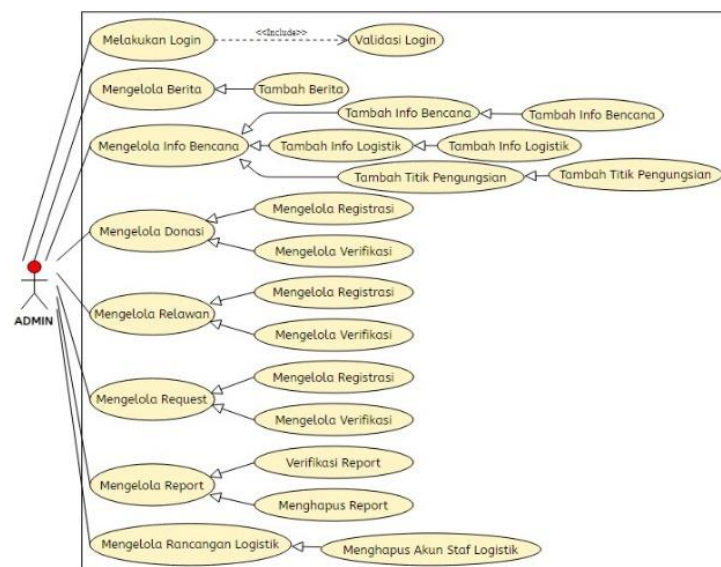 Melakukan Login
<<Include>>
Validasi Login
Mengelola Berita
Tambah Berita
Mengelola Info Bencana
Tambah Info Bencana
Tambah Info Bencana
Tambah Info Logistik
Tambah Info Logistik
Tambah Titik Pengungsian
Tambah Titik Pengungsian
Mengelola Donasi
Mengelola Registrasi
Mengelola Verifikasi
ADMIN
Mengelola Relawan
Mengelola Registrasi
Mengelola Verifikasi
Mengelola Request
Mengelola Registrasi
Mengelola Verifikasi
Mengelola Report
Verifikasi Report
Menghapus Report
Mengelola Rancangan Logistik
Menghapus Akun Staf Logistik